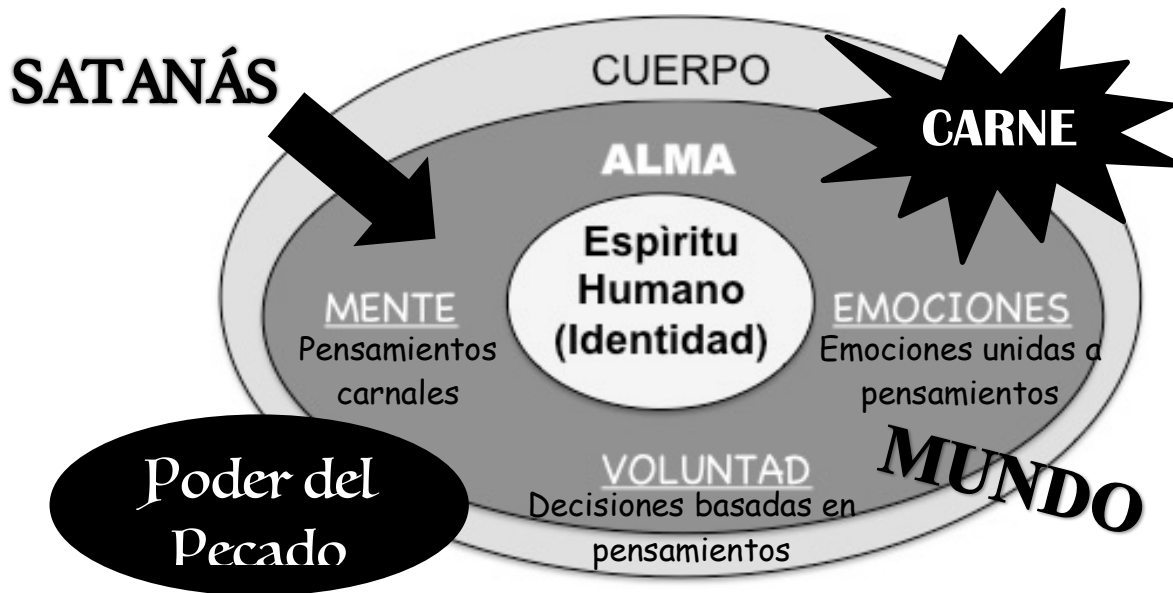 SATANÁS
CUERPO
CARNE
ALMA
Espìritu
Humano
(Identidad)
MENTE
Pensamientos
carnales
EMOCIONES
Emociones unidas a
pensamientos
VOLUNTAD
Decisiones basadas en
pensamientos
MUNDO
Poder del
Pecado